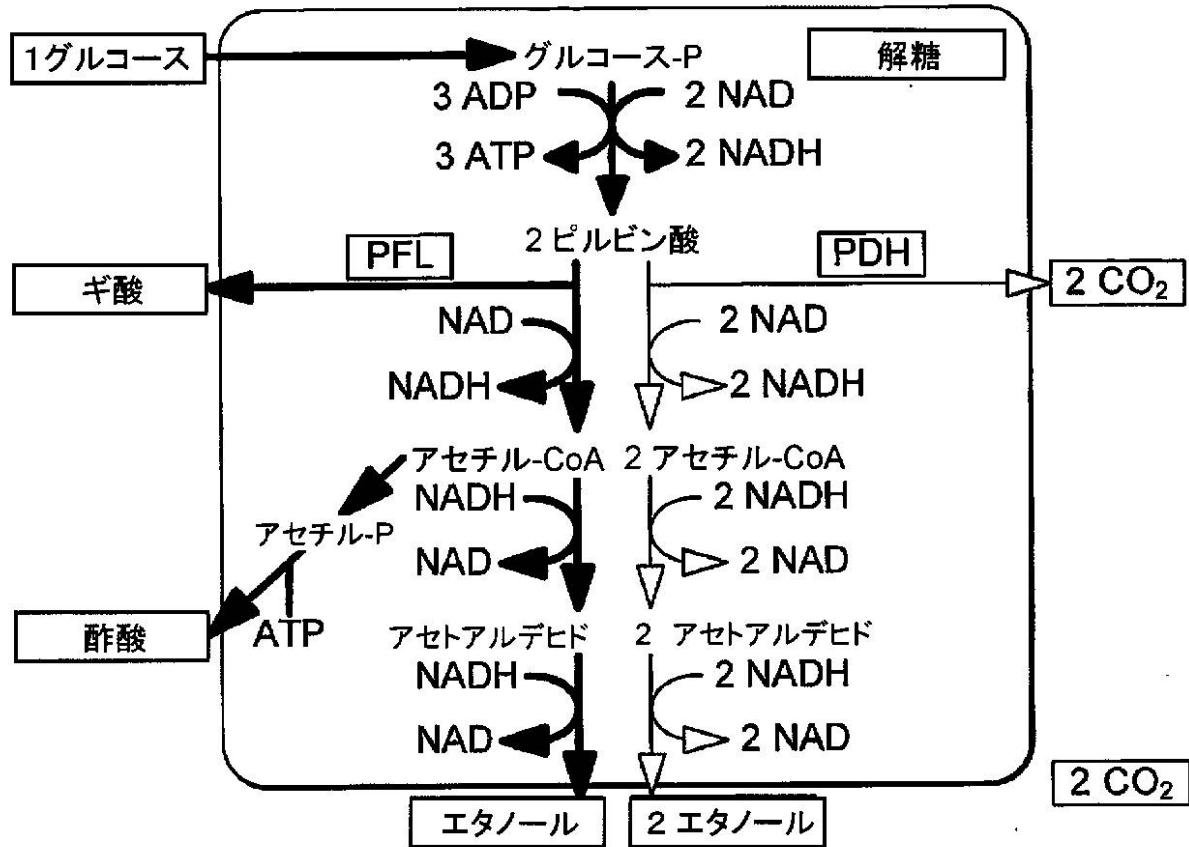 1グルコース
グルコース-P
解糖
3 ADP
2 NAD
3 ATP
2 NADH
2 ピルビン酸
PFL
PDH
ギ酸
2 CO₂
NAD
2 NAD
NADH
2 NADH
アセチル-CoA
2 アセチル-CoA
NADH
2 NADH
アセチル-P
NAD
2 NAD
酢酸
ATP
アセトアルデヒド
2 アセトアルデヒド
NADH
2 NADH
NAD
2 NAD
2 CO₂
エタノール
2 エタノール